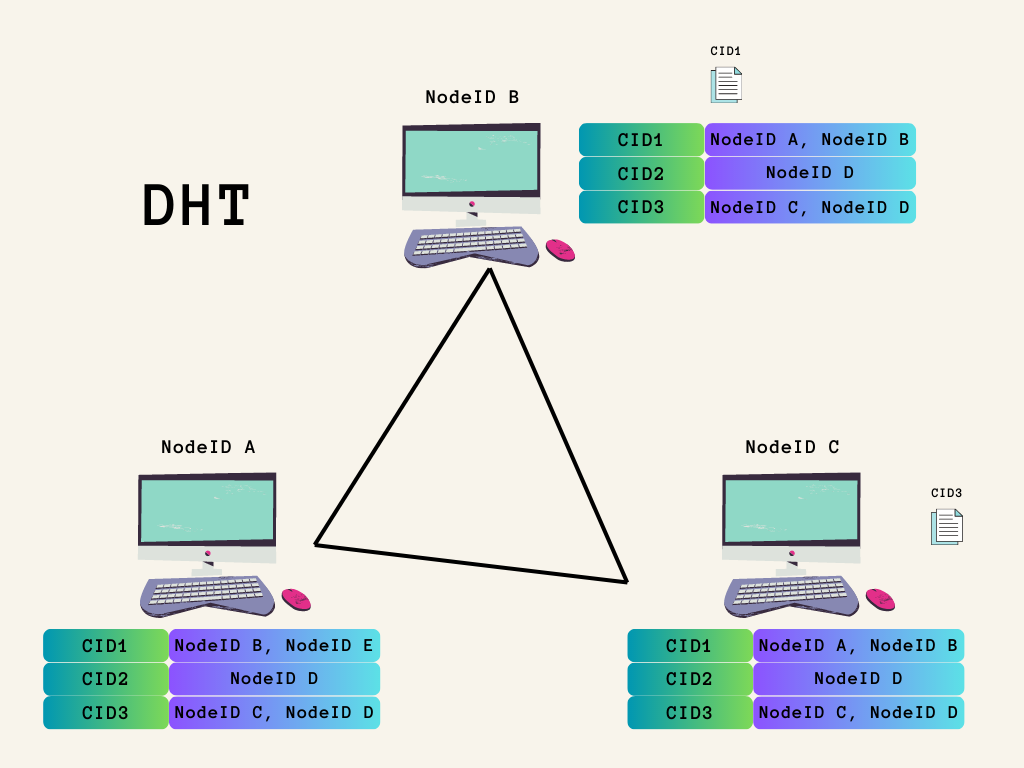 CID1
NodeID B
DHT
CID1 NodeID A, NodeID B
CID2 NodeID D
CID3 NodeID C, NodeID D
NodeID A
NodeID C
CID3
CID1 NodeID B, NodeID E
CID2 NodeID D
CID3 NodeID C, NodeID D
CID1 NodeID A, NodeID B
CID2 NodeID D
CID3 NodeID C, NodeID D